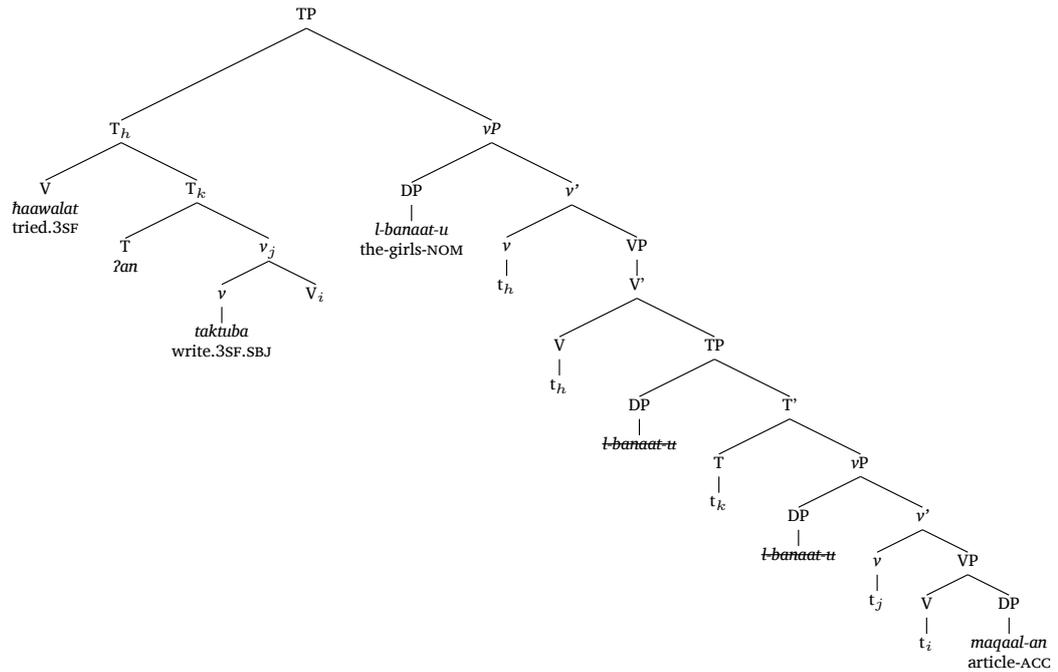 TP
T_h vP
V T_k DP v'
ħaawalat l-banaat-u
tried.3SF T v_j the-girls-NOM v VP
ʔan t_h V'
v V_i
taktuba
write.3SF.SBJ V TP
t_h
DP T'
l-banaat-u
T vP
t_k
DP v'
l-banaat-u v VP
t_j V DP
t_i maqaal-an
article-ACC